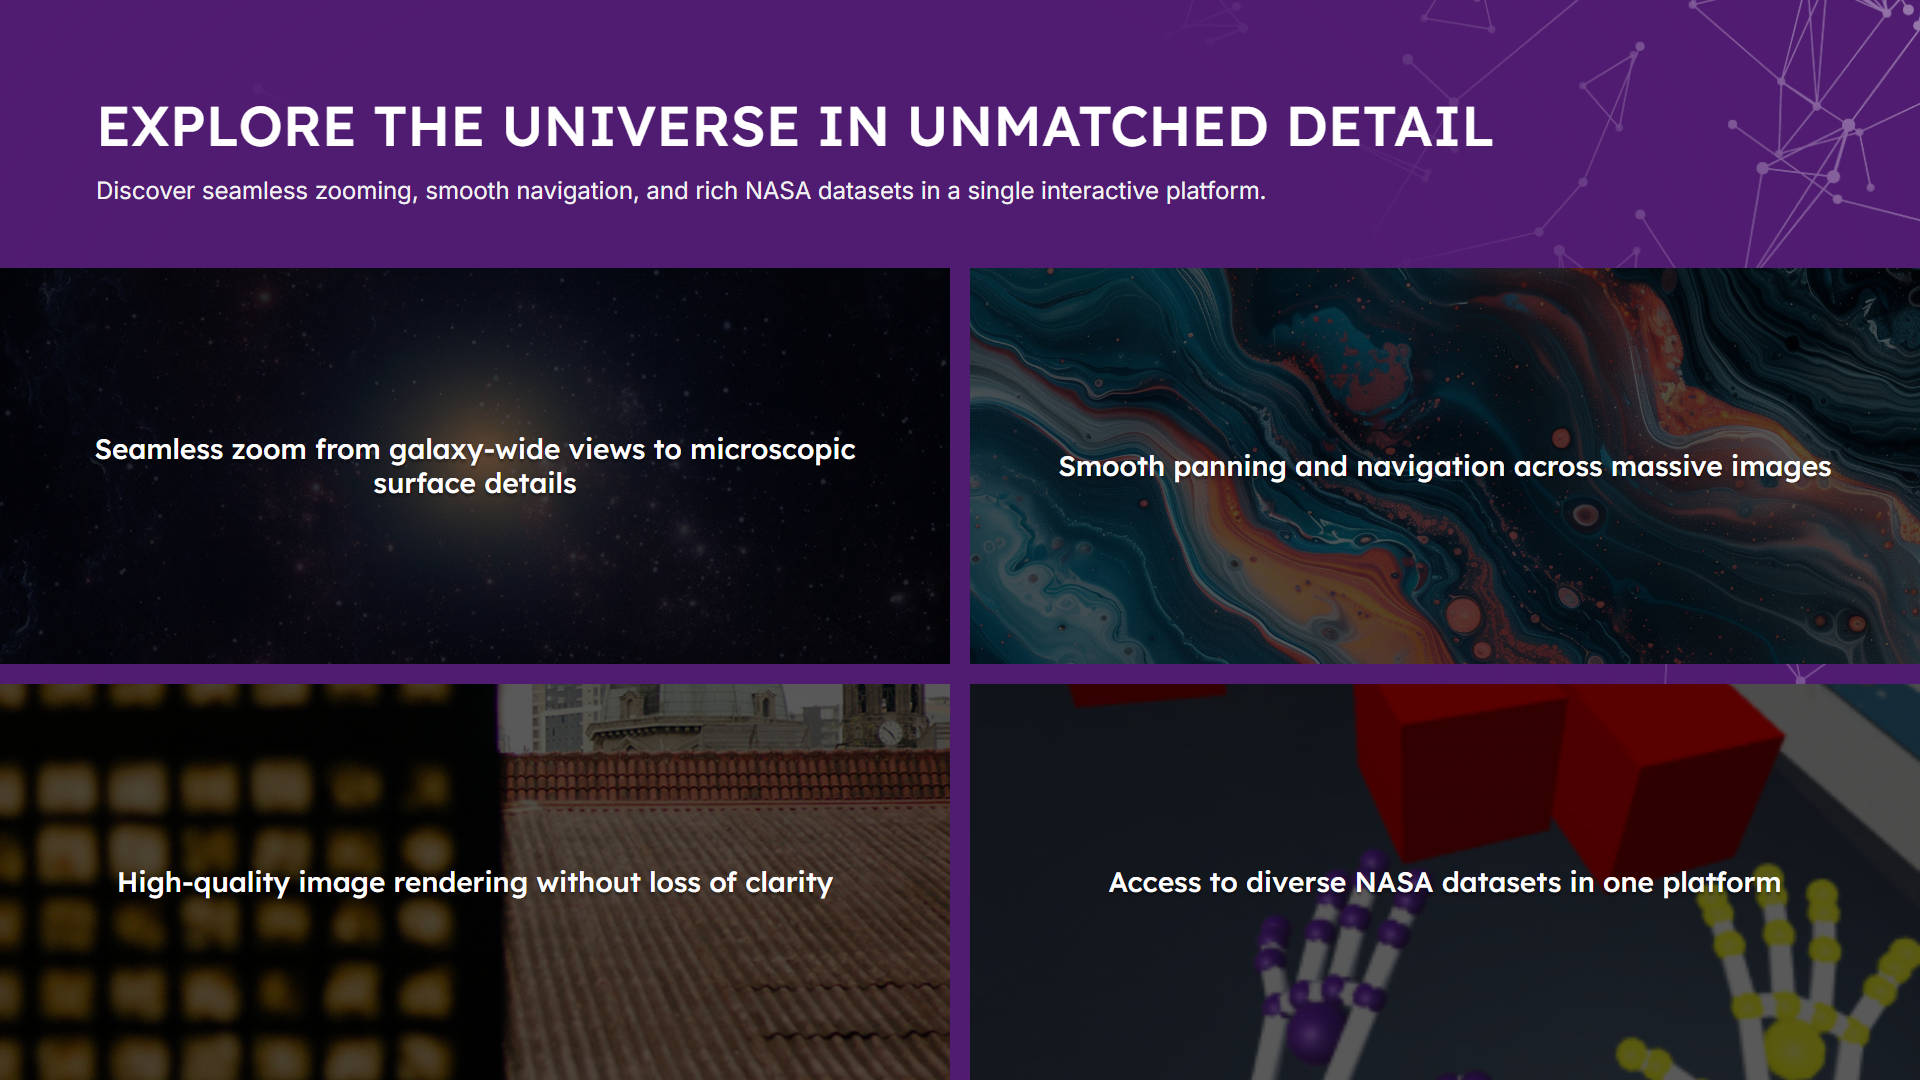 EXPLORE THE UNIVERSE IN UNMATCHED DETAIL
Discover seamless zooming, smooth navigation, and rich NASA datasets in a single interactive platform.
Seamless zoom from galaxy-wide views to microscopic
surface details
Smooth panning and navigation across massive images
High-quality image rendering without loss of clarity
Access to diverse NASA datasets in one platform